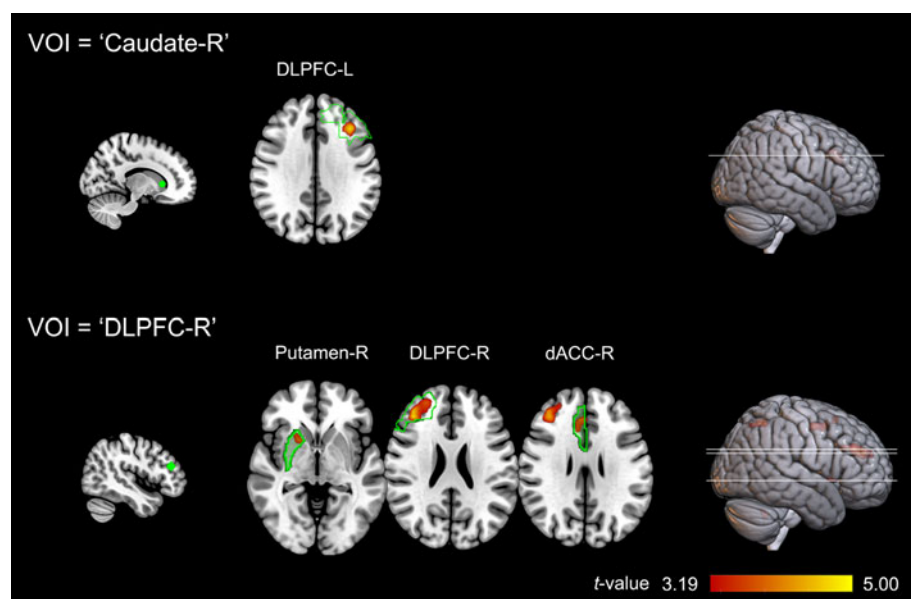 VOI = ‘Caudate-R’
DLPFC-L
VOI = ‘DLPFC-R’
Putamen-R DLPFC-R dACC-R
t-value 3.19 5.00